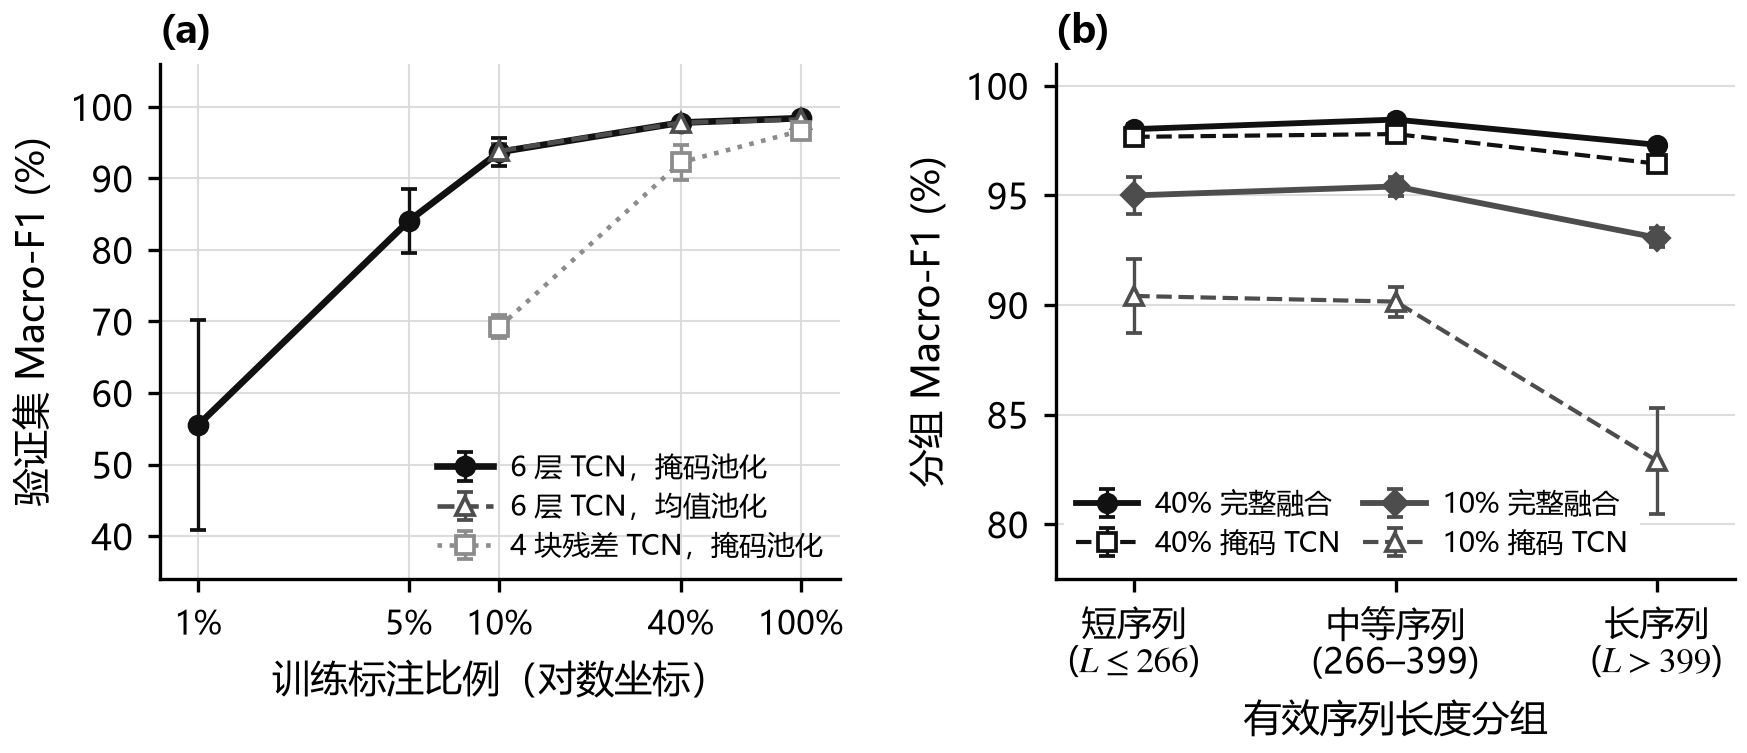 (a)
验证集 Macro-F1 (%)
100
90
80
70
60
50
40
6 层 TCN，掩码池化
6 层 TCN，均值池化
4 块残差 TCN，掩码池化
1% 5% 10% 40% 100%
训练标注比例（对数坐标）
(b)
分组 Macro-F1 (%)
100
95
90
85
80
40% 完整融合 10% 完整融合
40% 掩码 TCN 10% 掩码 TCN
短序列 中等序列 长序列
(L ≤ 266) (266–399) (L > 399)
有效序列长度分组